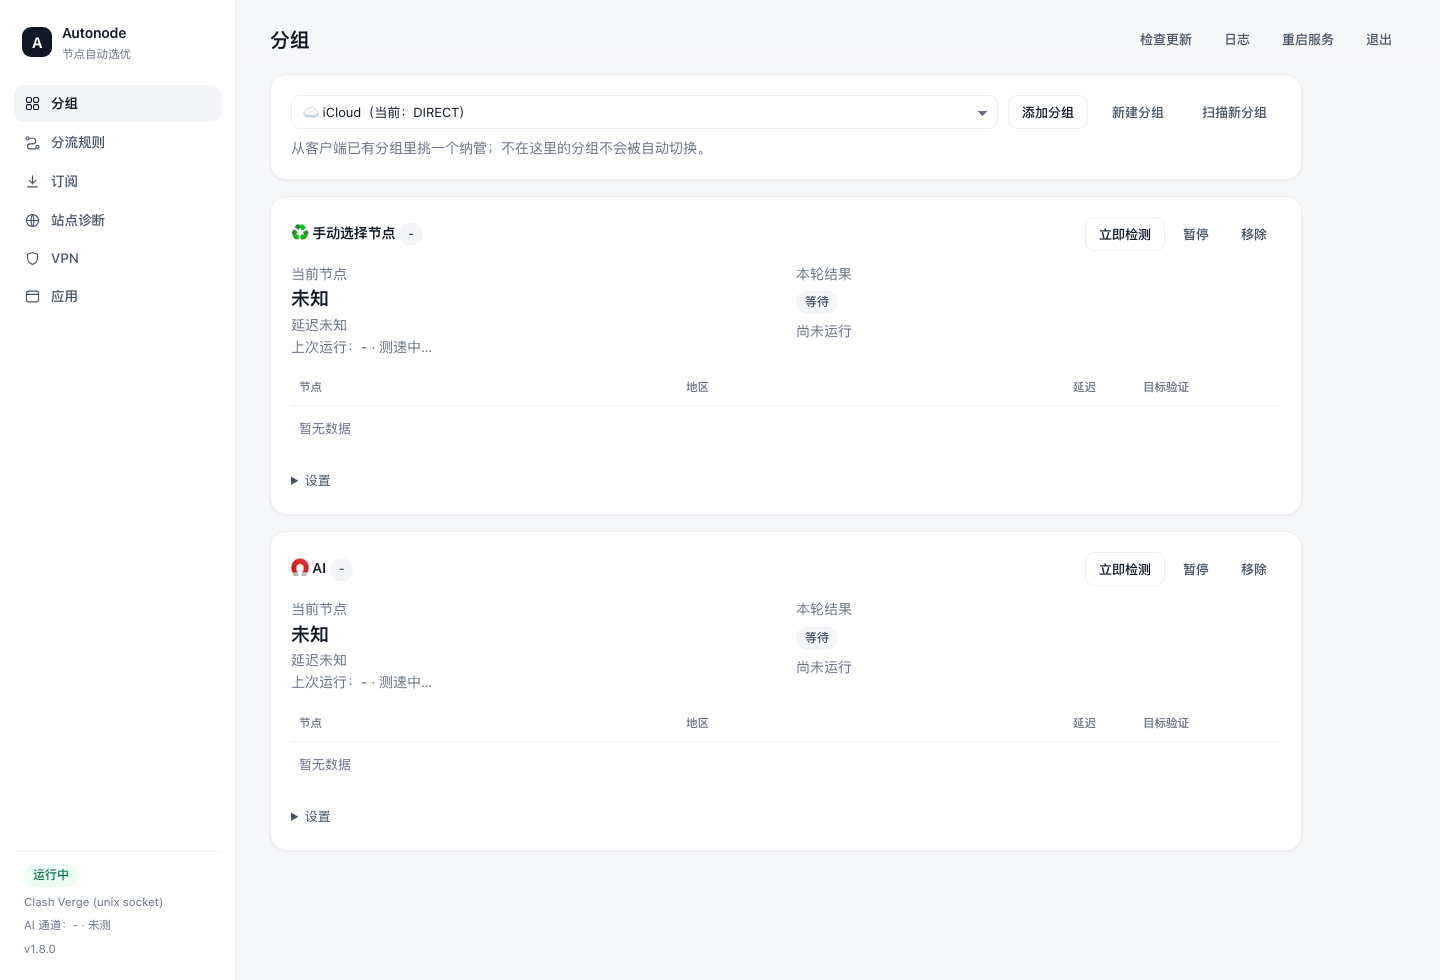 A
Autonode
节点自动选优
分组
分流规则
订阅
站点诊断
VPN
应用
运行中
Clash Verge (unix socket)
AI 通道：- · 未测
v1.8.0
分组
检查更新
日志
重启服务
退出
iCloud（当前：DIRECT）
添加分组
新建分组
扫描新分组
从客户端已有分组里挑一个纳管；不在这里的分组不会被自动切换。
手动选择节点 -
立即检测
暂停
移除
当前节点
未知
延迟未知
上次运行：- · 测速中...
本轮结果
等待
尚未运行
节点 地区 延迟 目标验证
暂无数据
设置
AI -
立即检测
暂停
移除
当前节点
未知
延迟未知
上次运行：- · 测速中...
本轮结果
等待
尚未运行
节点 地区 延迟 目标验证
暂无数据
设置